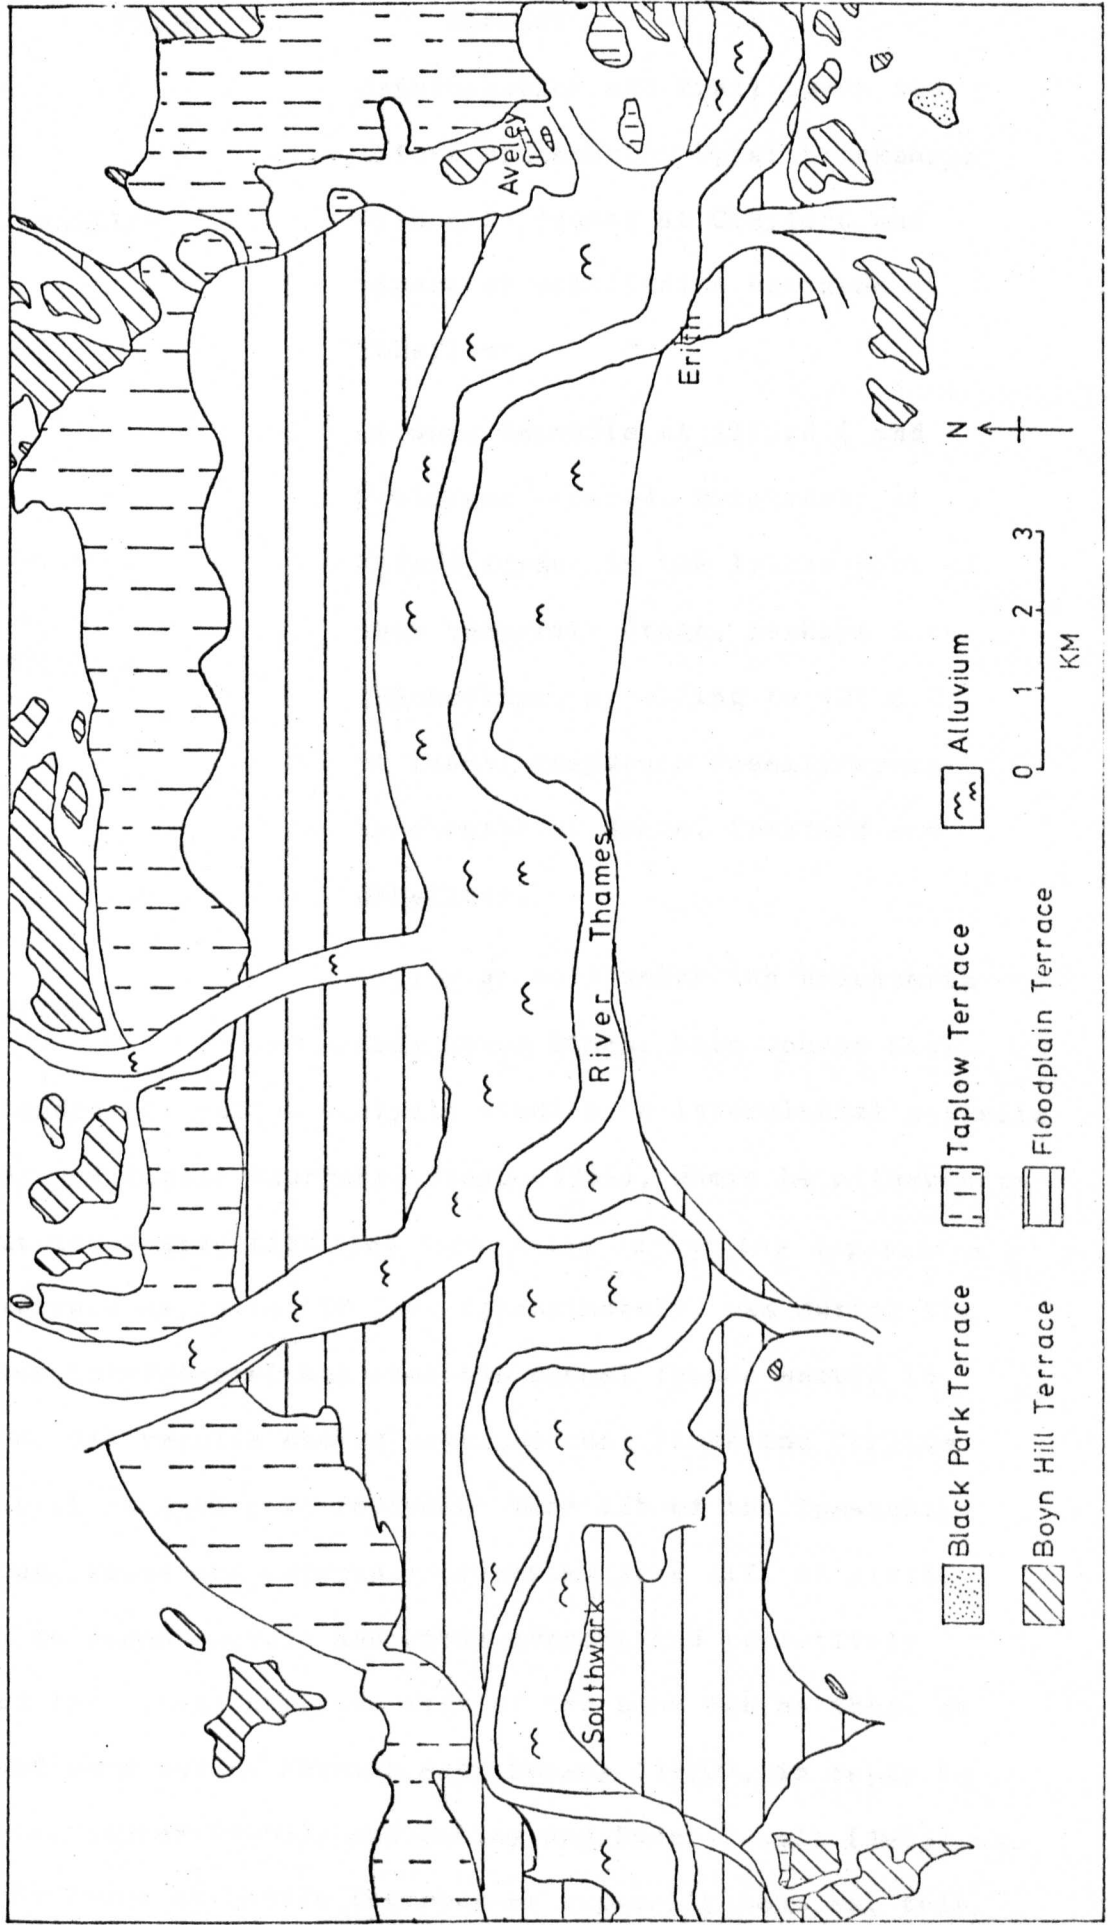 Aveley
Erith
River Thames
Southwark
N
0 1 2 3
KM
Black Park Terrace
Taplow Terrace
Alluvium
Boyn Hill Terrace
Floodplain Terrace